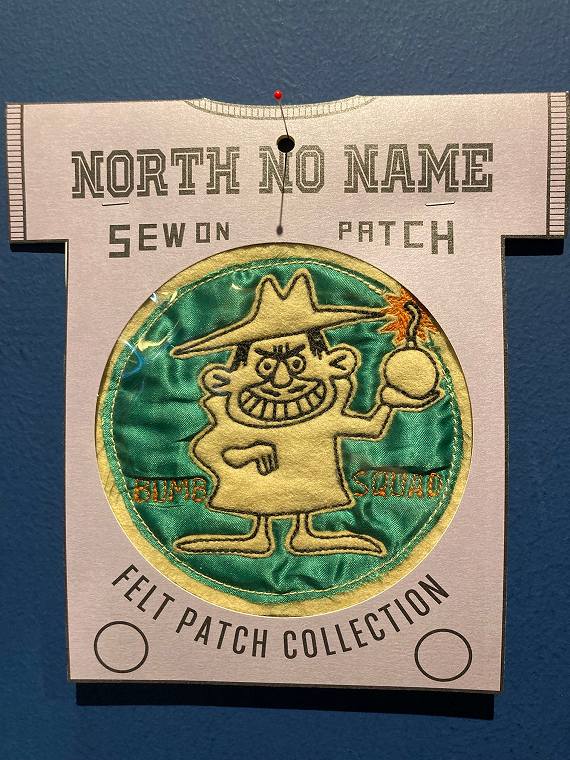 NORTH NO NAME
SEW ON PATCH
BUMB SQUAD
FELT PATCH COLLECTION